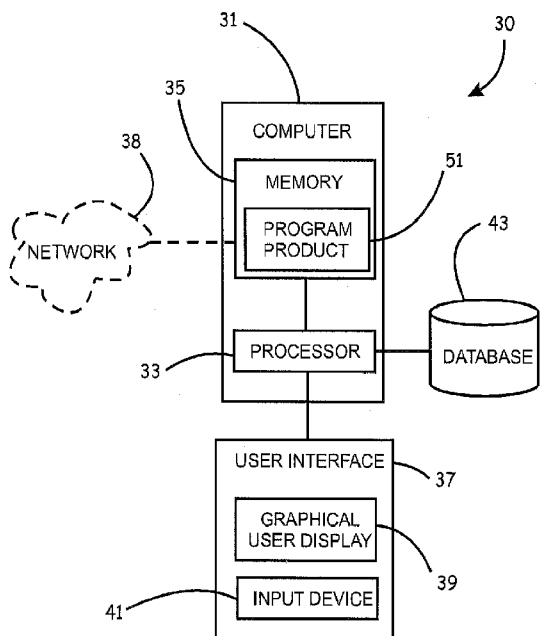 31
30
COMPUTER
35
38
MEMORY
51
PROGRAM
PRODUCT
43
NETWORK
PROCESSOR
33
DATABASE
USER INTERFACE
37
GRAPHICAL
USER DISPLAY
39
41
INPUT DEVICE